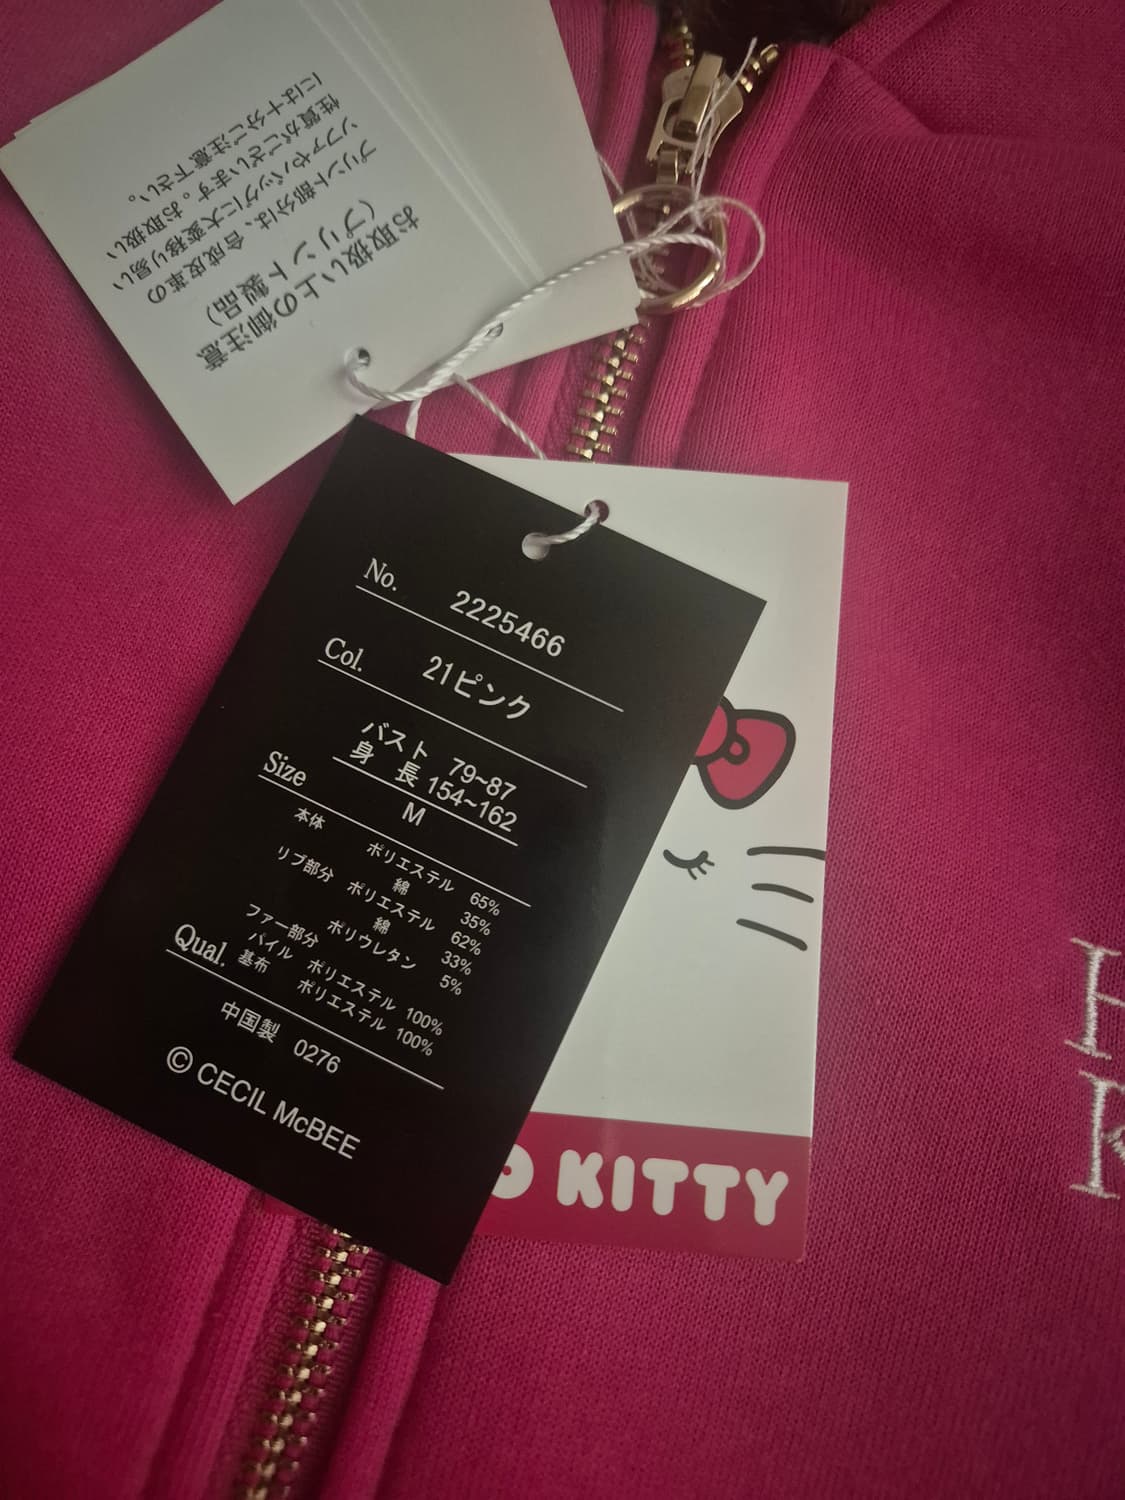 お取扱い上の御注意
(プリント製品)
プリント部分は、合成皮革の
ソファやバッグに大変移り易い
性質がございます。お取扱い
には十分ご注意下さい。
No. 2225466
Col. 21ピンク
バスト 79~87
身 長 154~162
Size M
本体 ポリエステル 65%
綿 35%
リブ部分 ポリエステル 62%
綿 33%
ポリウレタン 5%
ファー部分
パイル ポリエステル 100%
基布 ポリエステル 100%
Qual.
中国製 0276
© CECIL McBEE
O KITTY
H
K